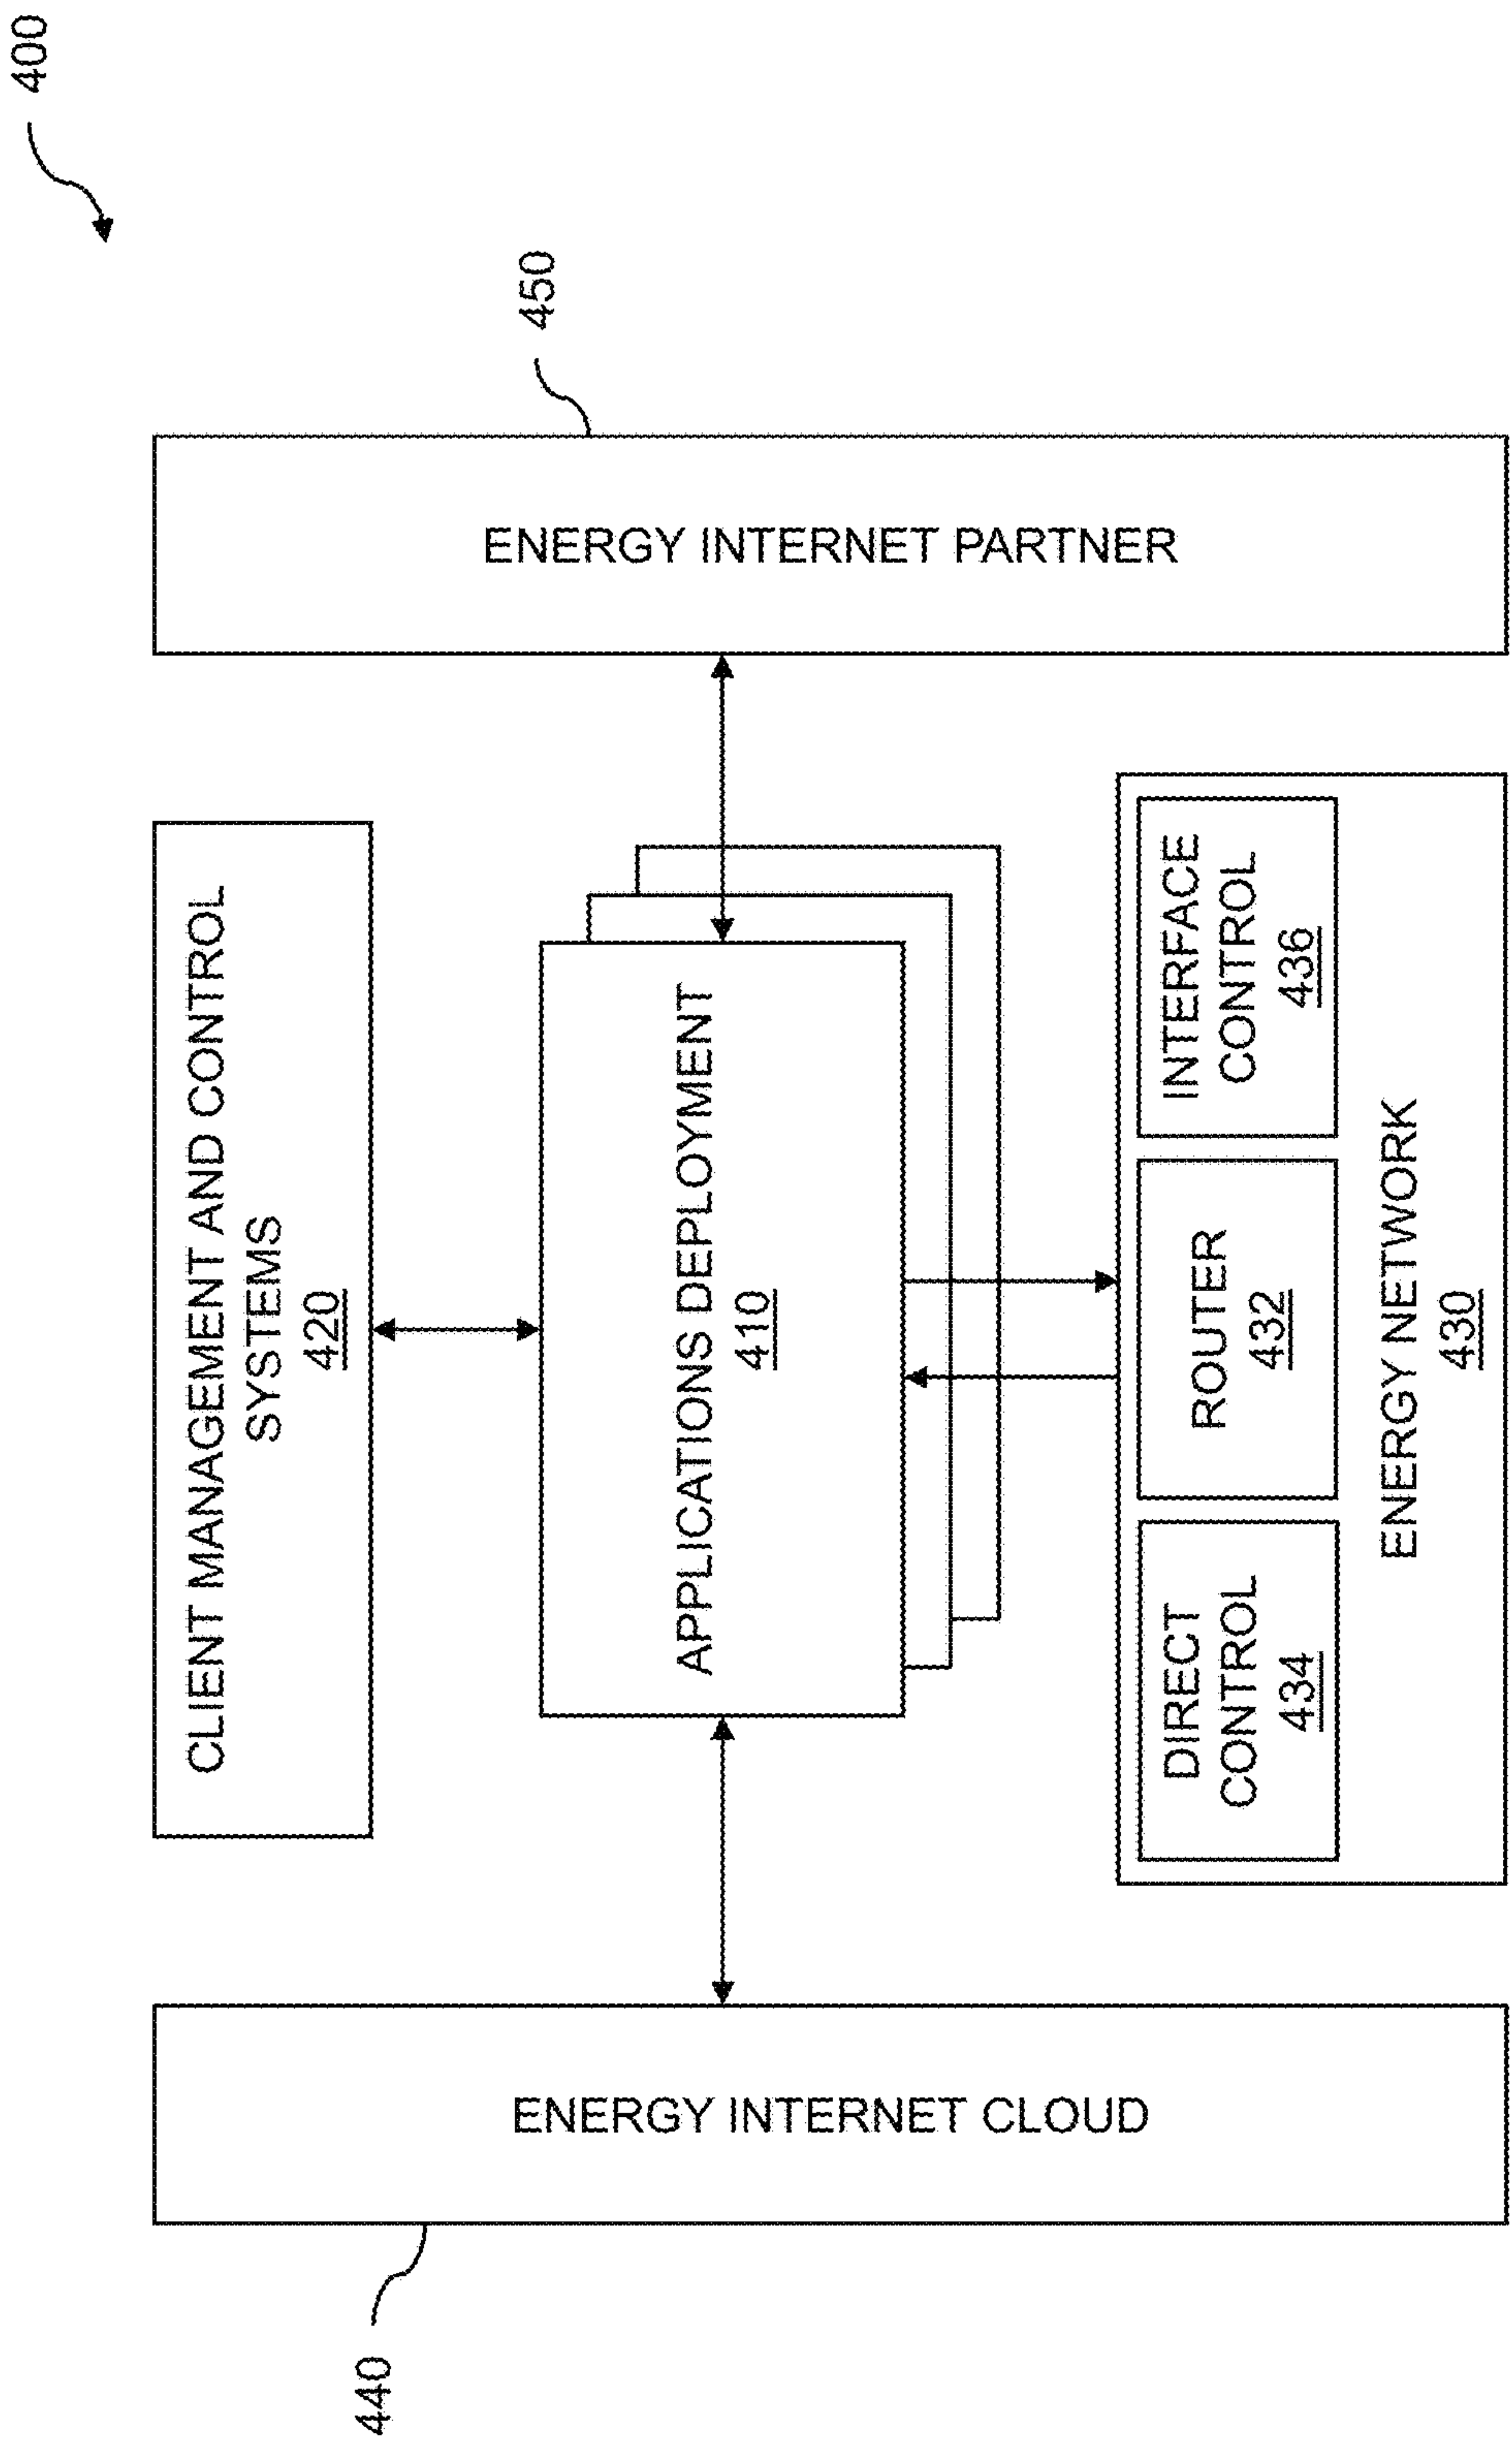 400
CLIENT MANAGEMENT AND CONTROL
SYSTEMS
420
450
ENERGY INTERNET CLOUD
440
APPLICATIONS DEPLOYMENT
410
ENERGY INTERNET PARTNER
DIRECT
CONTROL
434
ROUTER
432
INTERFACE
CONTROL
436
ENERGY NETWORK
430